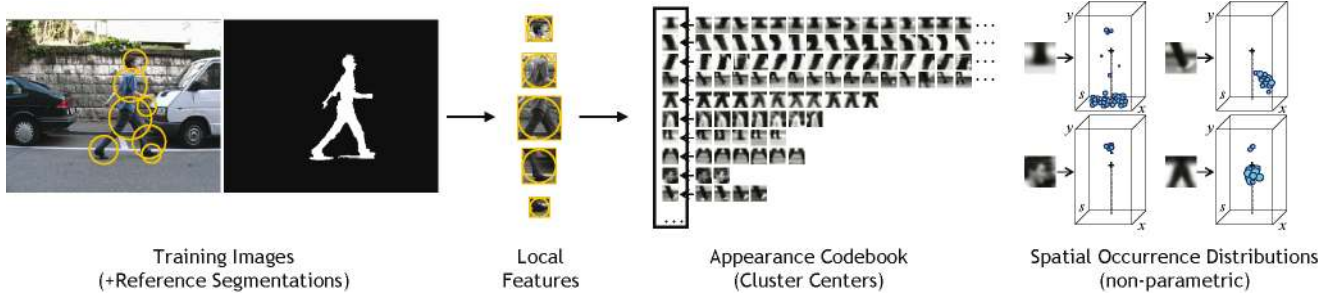 y
s
x
y
s
x
y
s
x
y
s
x
. . .
. . .
. . .
Training Images
(+Reference Segmentations)
Local
Features
Appearance Codebook
(Cluster Centers)
Spatial Occurrence Distributions
(non-parametric)